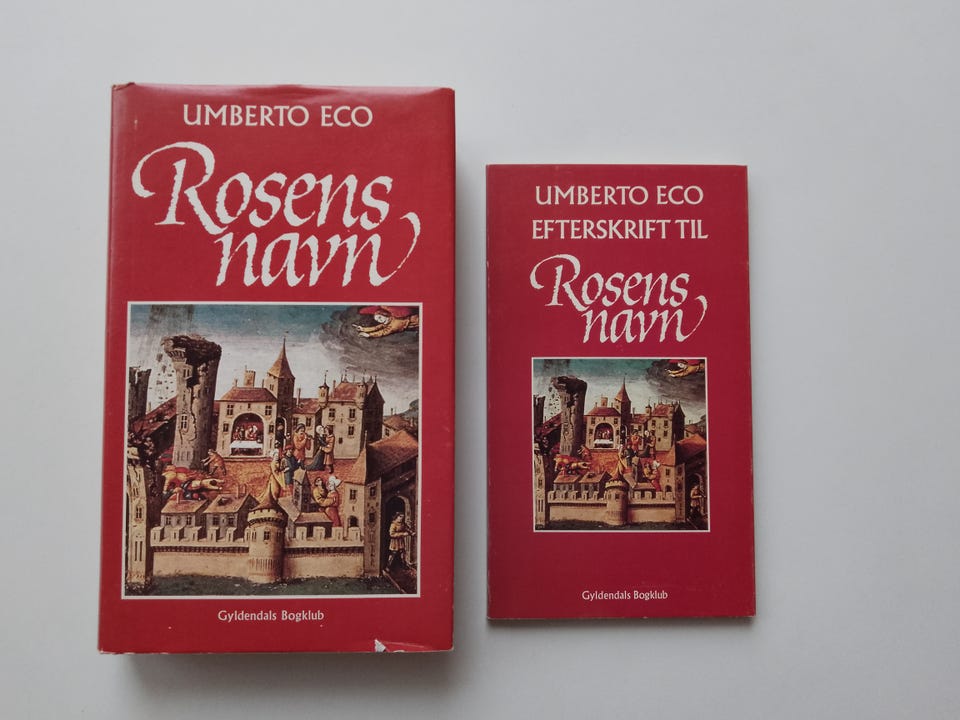 UMBERTO ECO
Rosens
navn
Gyldendals Bogklub
UMBERTO ECO
EFTERSKRIFT TIL
Rosens
navn
Gyldendals Bogklub